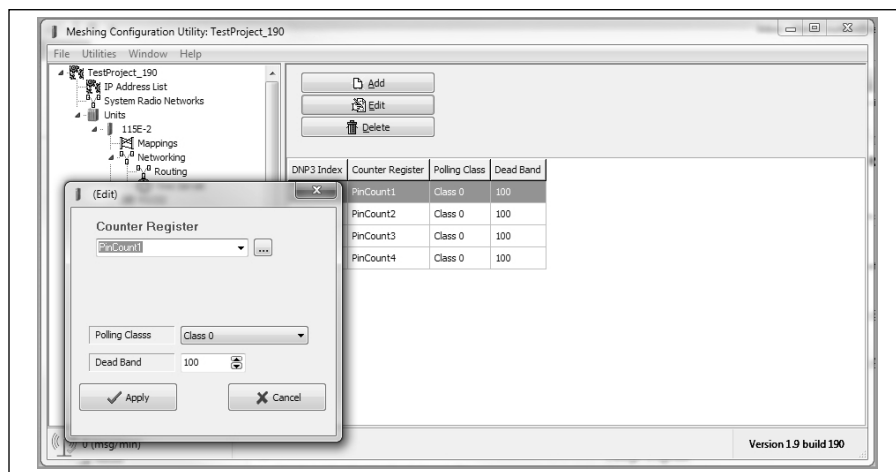 Meshing Configuration Utility: TestProject_190
File Utilities Window Help
TestProject_190
IP Address List
System Radio Networks
Units
115E-2
Mappings
Networking
Routing
Add
Edit
Delete
DNP3 Index Counter Register Polling Class Dead Band
PinCount1 Class 0 100
PinCount2 Class 0 100
PinCount3 Class 0 100
PinCount4 Class 0 100
(Edit)
Counter Register
PinCount1
...
Polling Classs Class 0
Dead Band 100
Apply Cancel
0 (msg/min)
Version 1.9 build 190